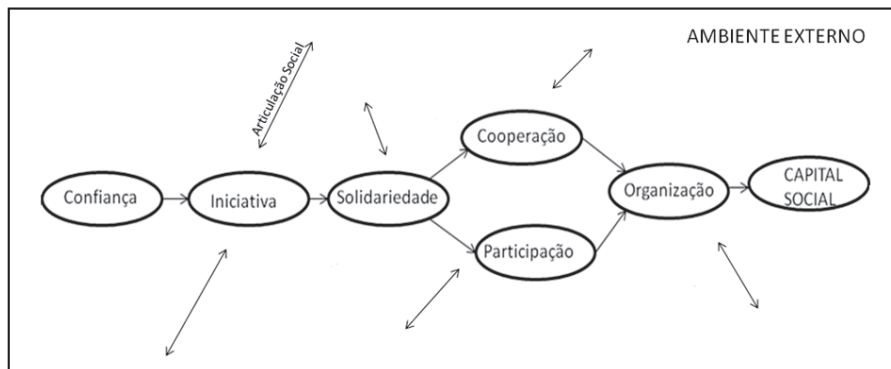 AMBIENTE EXTERNO
Articulação Social
Cooperação
Confiança
Iniciativa
Solidariedade
Organização
CAPITAL
SOCIAL
Participação